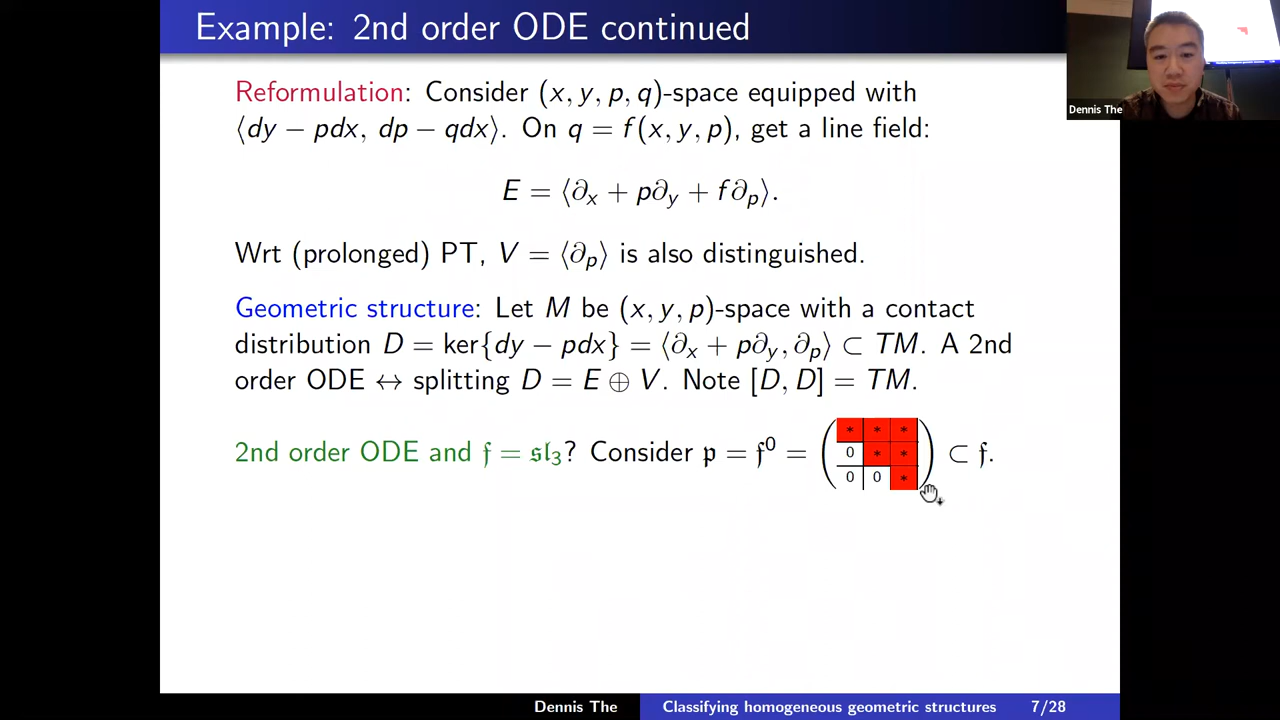 Example: 2nd order ODE continued
Dennis The
Reformulation: Consider (x, y, p, q)-space equipped with
⟨dy − pdx, dp − qdx⟩. On q = f(x, y, p), get a line field:
E = ⟨∂ₓ + p∂_y + f∂_p⟩.
Wrt (prolonged) PT, V = ⟨∂_p⟩ is also distinguished.
Geometric structure: Let M be (x, y, p)-space with a contact
distribution D = ker{dy − pdx} = ⟨∂ₓ + p∂_y, ∂_p⟩ ⊂ TM. A 2nd
order ODE ↔ splitting D = E ⊕ V. Note [D, D] = TM.
* * *
2nd order ODE and 𝔣 = 𝔰𝔩₃? Consider 𝔭 = 𝔣⁰ = ( 0 * * ) ⊂ 𝔣.
0 0 *
Dennis The Classifying homogeneous geometric structures 7/28